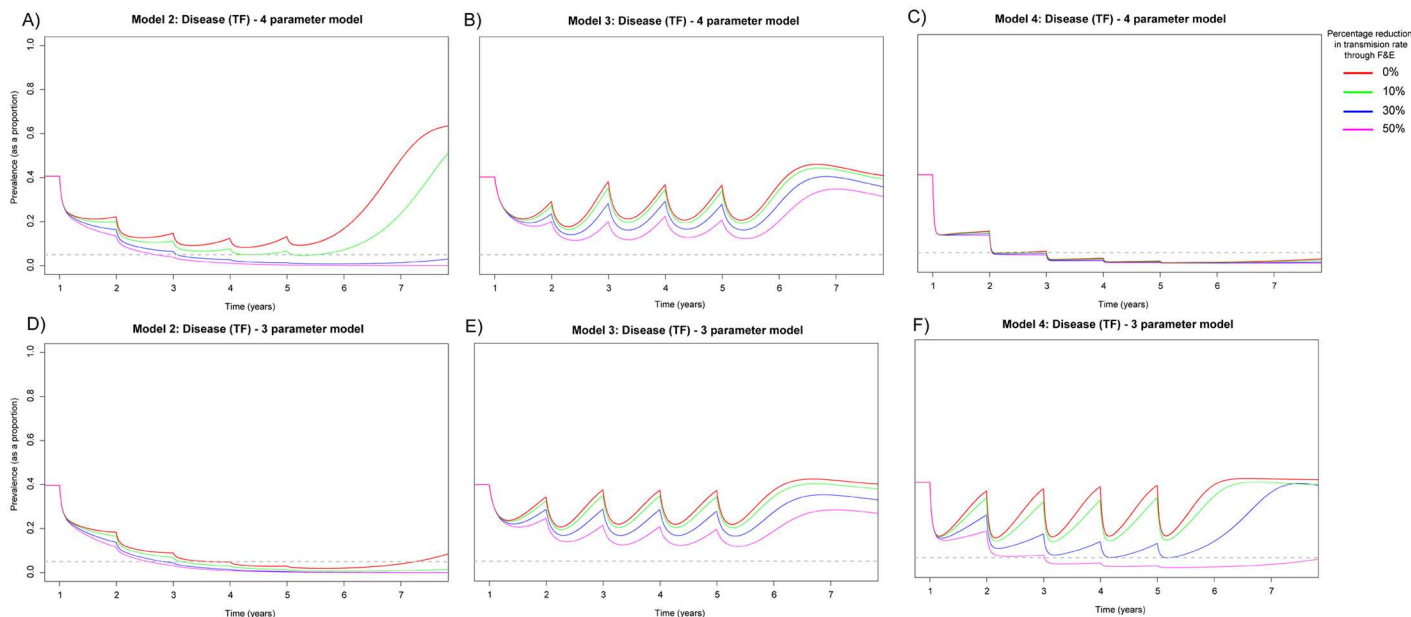 A)
Model 2: Disease (TF) - 4 parameter model
Prevalence (as a proportion)
1.0
0.8
0.6
0.4
0.2
0.0
1 2 3 4 5 6 7
Time (years)
B)
Model 3: Disease (TF) - 4 parameter model
1 2 3 4 5 6 7
Time (years)
C)
Model 4: Disease (TF) - 4 parameter model
1 2 3 4 5 6 7
Time (years)
Percentage reduction
in transmision rate
through F&E
0%
10%
30%
50%
D)
Model 2: Disease (TF) - 3 parameter model
Prevalence (as a proportion)
1.0
0.8
0.6
0.4
0.2
0.0
1 2 3 4 5 6 7
Time (years)
E)
Model 3: Disease (TF) - 3 parameter model
1 2 3 4 5 6 7
Time (years)
F)
Model 4: Disease (TF) - 3 parameter model
1 2 3 4 5 6 7
Time (years)